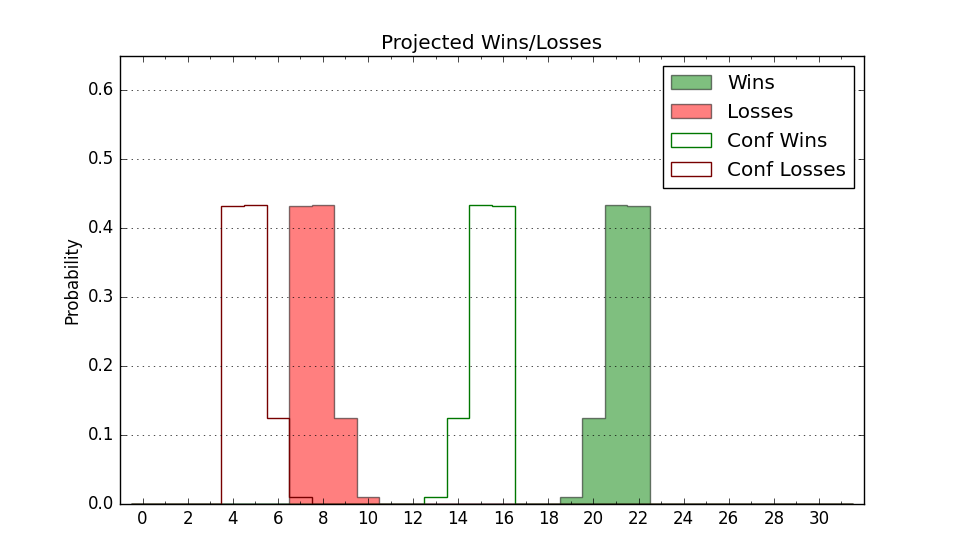 Projected Wins/Losses
Wins
Losses
Conf Wins
Conf Losses
Probability
0.6
0.5
0.4
0.3
0.2
0.1
0.0
0 2 4 6 8 10 12 14 16 18 20 22 24 26 28 30